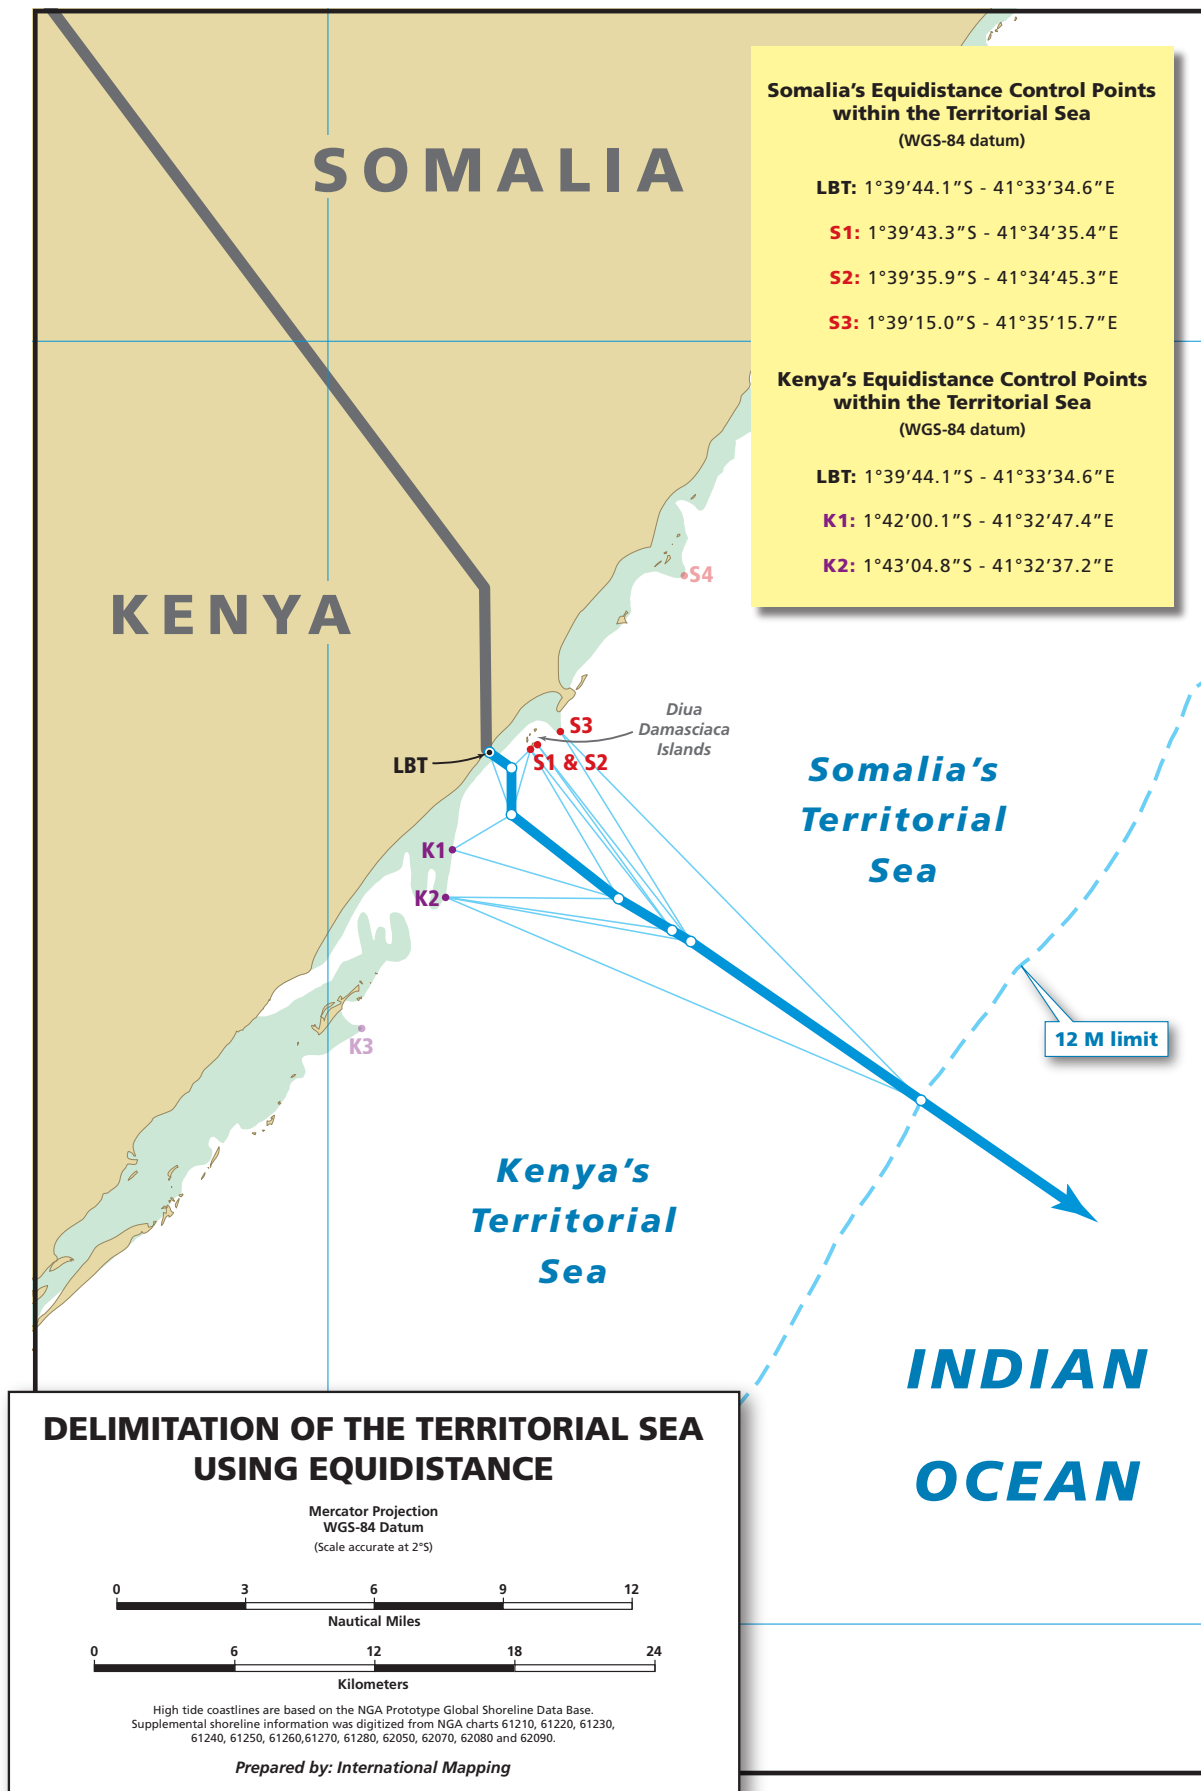 SOMALIA
KENYA
Somalia's Equidistance Control Points
within the Territorial Sea
(WGS-84 datum)
LBT: 1°39’44.1”S - 41°33’34.6”E
S1: 1°39’43.3”S - 41°34’35.4”E
S2: 1°39’35.9”S - 41°34’45.3”E
S3: 1°39’15.0”S - 41°35’15.7”E
Kenya’s Equidistance Control Points
within the Territorial Sea
(WGS-84 datum)
LBT: 1°39’44.1”S - 41°33’34.6”E
K1: 1°42’00.1”S - 41°32’47.4”E
K2: 1°43’04.8”S - 41°32’37.2”E
S4
Diua
Damasciaca
Islands
S3
S1 & S2
LBT
K1
K2
K3
Somalia’s
Territorial
Sea
12 M limit
Kenya’s
Territorial
Sea
INDIAN
OCEAN
DELIMITATION OF THE TERRITORIAL SEA
USING EQUIDISTANCE
Mercator Projection
WGS-84 Datum
(Scale accurate at 2°S)
0 3 6 9 12
Nautical Miles
0 6 12 18 24
Kilometers
High tide coastlines are based on the NGA Prototype Global Shoreline Data Base.
Supplemental shoreline information was digitized from NGA charts 61210, 61220, 61230,
61240, 61250, 61260,61270, 61280, 62050, 62070, 62080 and 62090.
Prepared by: International Mapping